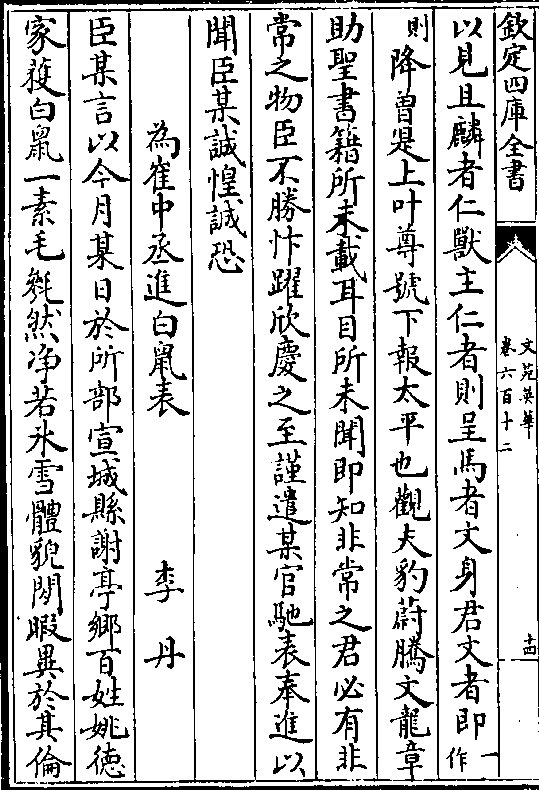 欽定四庫全書
文苑英華
卷六百十二
十四
以見且麟者仁獸主仁者則呈馬者文身君文者即一作
則降曽是上叶尊號下報太平也觀夫豹蔚騰文龍章
助聖書籍所未載耳目所未聞即知非常之君必有非
常之物臣不勝忭躍欣慶之至謹遣某官馳表奉進以
聞臣某誠惶誠恐
為崔中丞進白鼠表 李丹
臣某言以今月某日於所部宣城縣謝亭鄉百姓姚德
家獲白鼠一素毛毿然净若氷雪體貌閑暇異於其倫